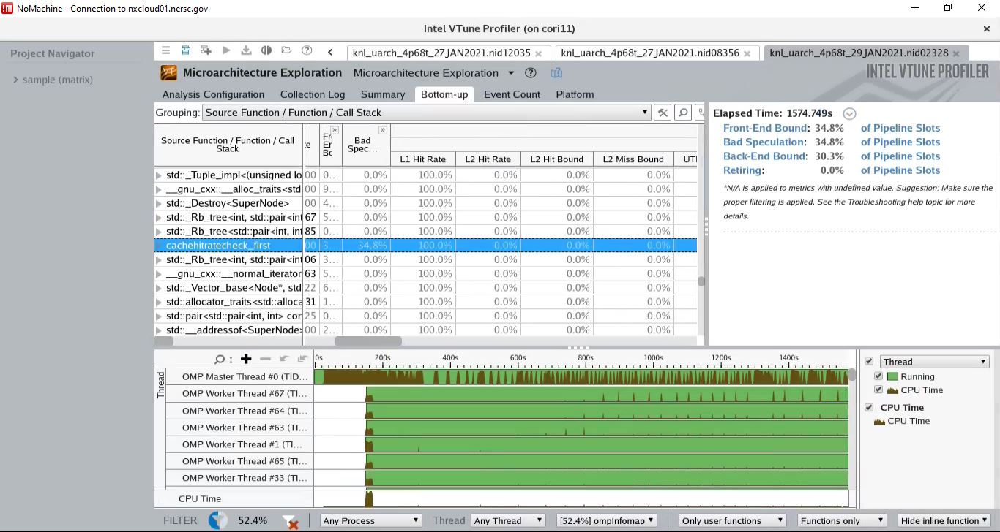 NoMachine - Connection to nxcloud01.nersc.gov
Intel VTune Profiler (on cori11)
Project Navigator
sample (matrix)
knl_uarch_4p68t_27JAN2021.nid12035
knl_uarch_4p68t_27JAN2021.nid08356
knl_uarch_4p68t_29JAN2021.nid02328
Microarchitecture Exploration Microarchitecture Exploration
INTEL VTUNE PROFILER
Analysis Configuration Collection Log Summary Bottom-up Event Count Platform
Grouping: Source Function / Function / Call Stack
Source Function / Function / Call
Stack
Bad
Spec...
L1 Hit Rate L2 Hit Rate L2 Hit Bound L2 Miss Bound UTI
std::_Tuple_impl<(unsigned lo 00 0... 0.0% 100.0% 0.0% 0.0% 0.0%
__gnu_cxx::__alloc_traits<std 00 9... 0.0% 100.0% 0.0% 0.0% 0.0%
std::_Destroy<SuperNode> 00 4... 0.0% 100.0% 0.0% 0.0% 0.0%
std::_Rb_tree<int, std::pair<int 67 5... 0.0% 100.0% 0.0% 0.0% 0.0%
std::_Rb_tree<std::pair<int, int 85 0... 0.0% 100.0% 0.0% 0.0% 0.0%
cachehitratecheck_first 00 3... 34.8% 100.0% 0.0% 0.0% 0.0%
std::_Rb_tree<int, std::pair<int 06 3... 0.0% 100.0% 0.0% 0.0% 0.0%
__gnu_cxx::__normal_iterator 63 5... 0.0% 100.0% 0.0% 0.0% 0.0%
std::_Vector_base<Node*, std 22 6... 0.0% 100.0% 0.0% 0.0% 0.0%
std::allocator_traits<std::alloca 31 1... 0.0% 100.0% 0.0% 0.0% 0.0%
std::pair<std::pair<int, int> con 25 0... 0.0% 100.0% 0.0% 0.0% 0.0%
std::__addressof<SuperNode> 00 2... 0.0% 100.0% 0.0% 0.0% 0.0%
Elapsed Time: 1574.749s
Front-End Bound: 34.8% of Pipeline Slots
Bad Speculation: 34.8% of Pipeline Slots
Back-End Bound: 30.3% of Pipeline Slots
Retiring: 0.0% of Pipeline Slots
*N/A is applied to metrics with undefined value. Suggestion: Make sure the
proper filtering is applied. See the Troubleshooting help topic for more
details.
0s 200s 400s 600s 800s 1000s 1200s 1400s
Thread
OMP Master Thread #0 (TID...
OMP Worker Thread #67 (TI...
OMP Worker Thread #64 (TI...
OMP Worker Thread #63 (TI...
OMP Worker Thread #1 (TI...
OMP Worker Thread #65 (TI...
OMP Worker Thread #33 (TI...
CPU Time
Thread
Running
CPU Time
CPU Time
CPU Time
FILTER 52.4% Any Process Thread Any Thread [52.4%] ompInfomap Only user functions Functions only Hide inline function